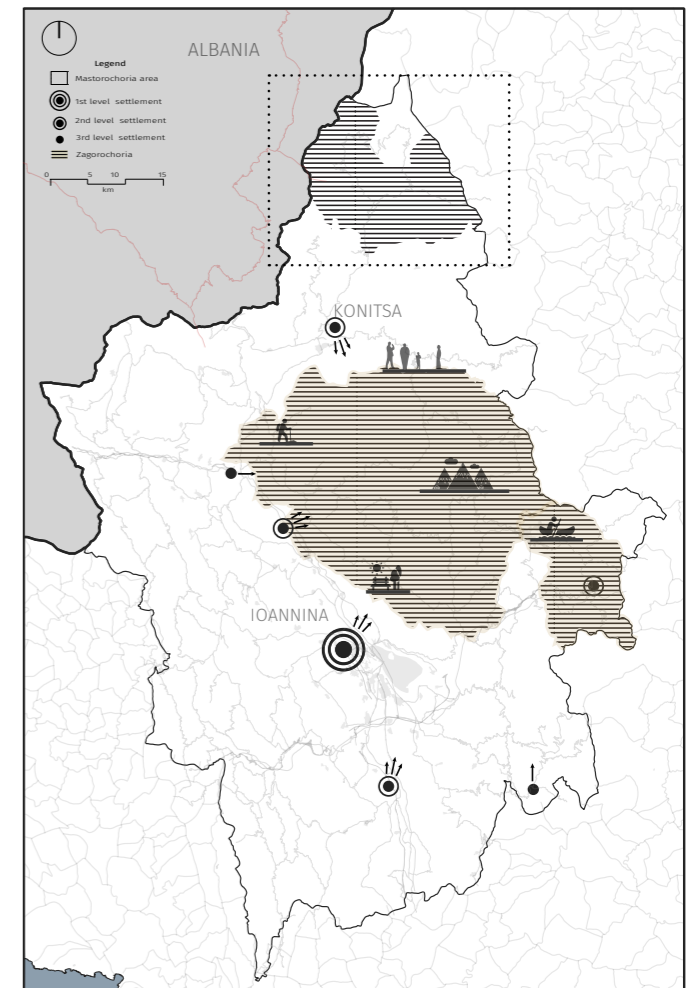 ALBANIA
Legend
Mastorochoria area
1st level settlement
2nd level settlement
3rd level settlement
Zagorochoria
0 5 10 15
km
KONITSA
IOANNINA